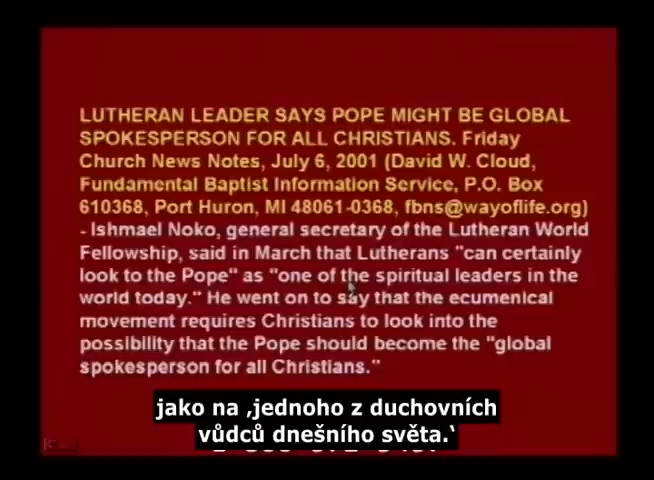 LUTHERAN LEADER SAYS POPE MIGHT BE GLOBAL
SPOKESPERSON FOR ALL CHRISTIANS. Friday
Church News Notes, July 6, 2001 (David W. Cloud,
Fundamental Baptist Information Service, P.O. Box
610368, Port Huron, MI 48061-0368, fbns@wayoflife.org)
- Ishmael Noko, general secretary of the Lutheran World
Fellowship, said in March that Lutherans "can certainly
look to the Pope" as "one of the spiritual leaders in the
world today." He went on to say that the ecumenical
movement requires Christians to look into the
possibility that the Pope should become the "global
spokesperson for all Christians."
jako na ‚jednoho z duchovních
vůdců dnešního světa.‘